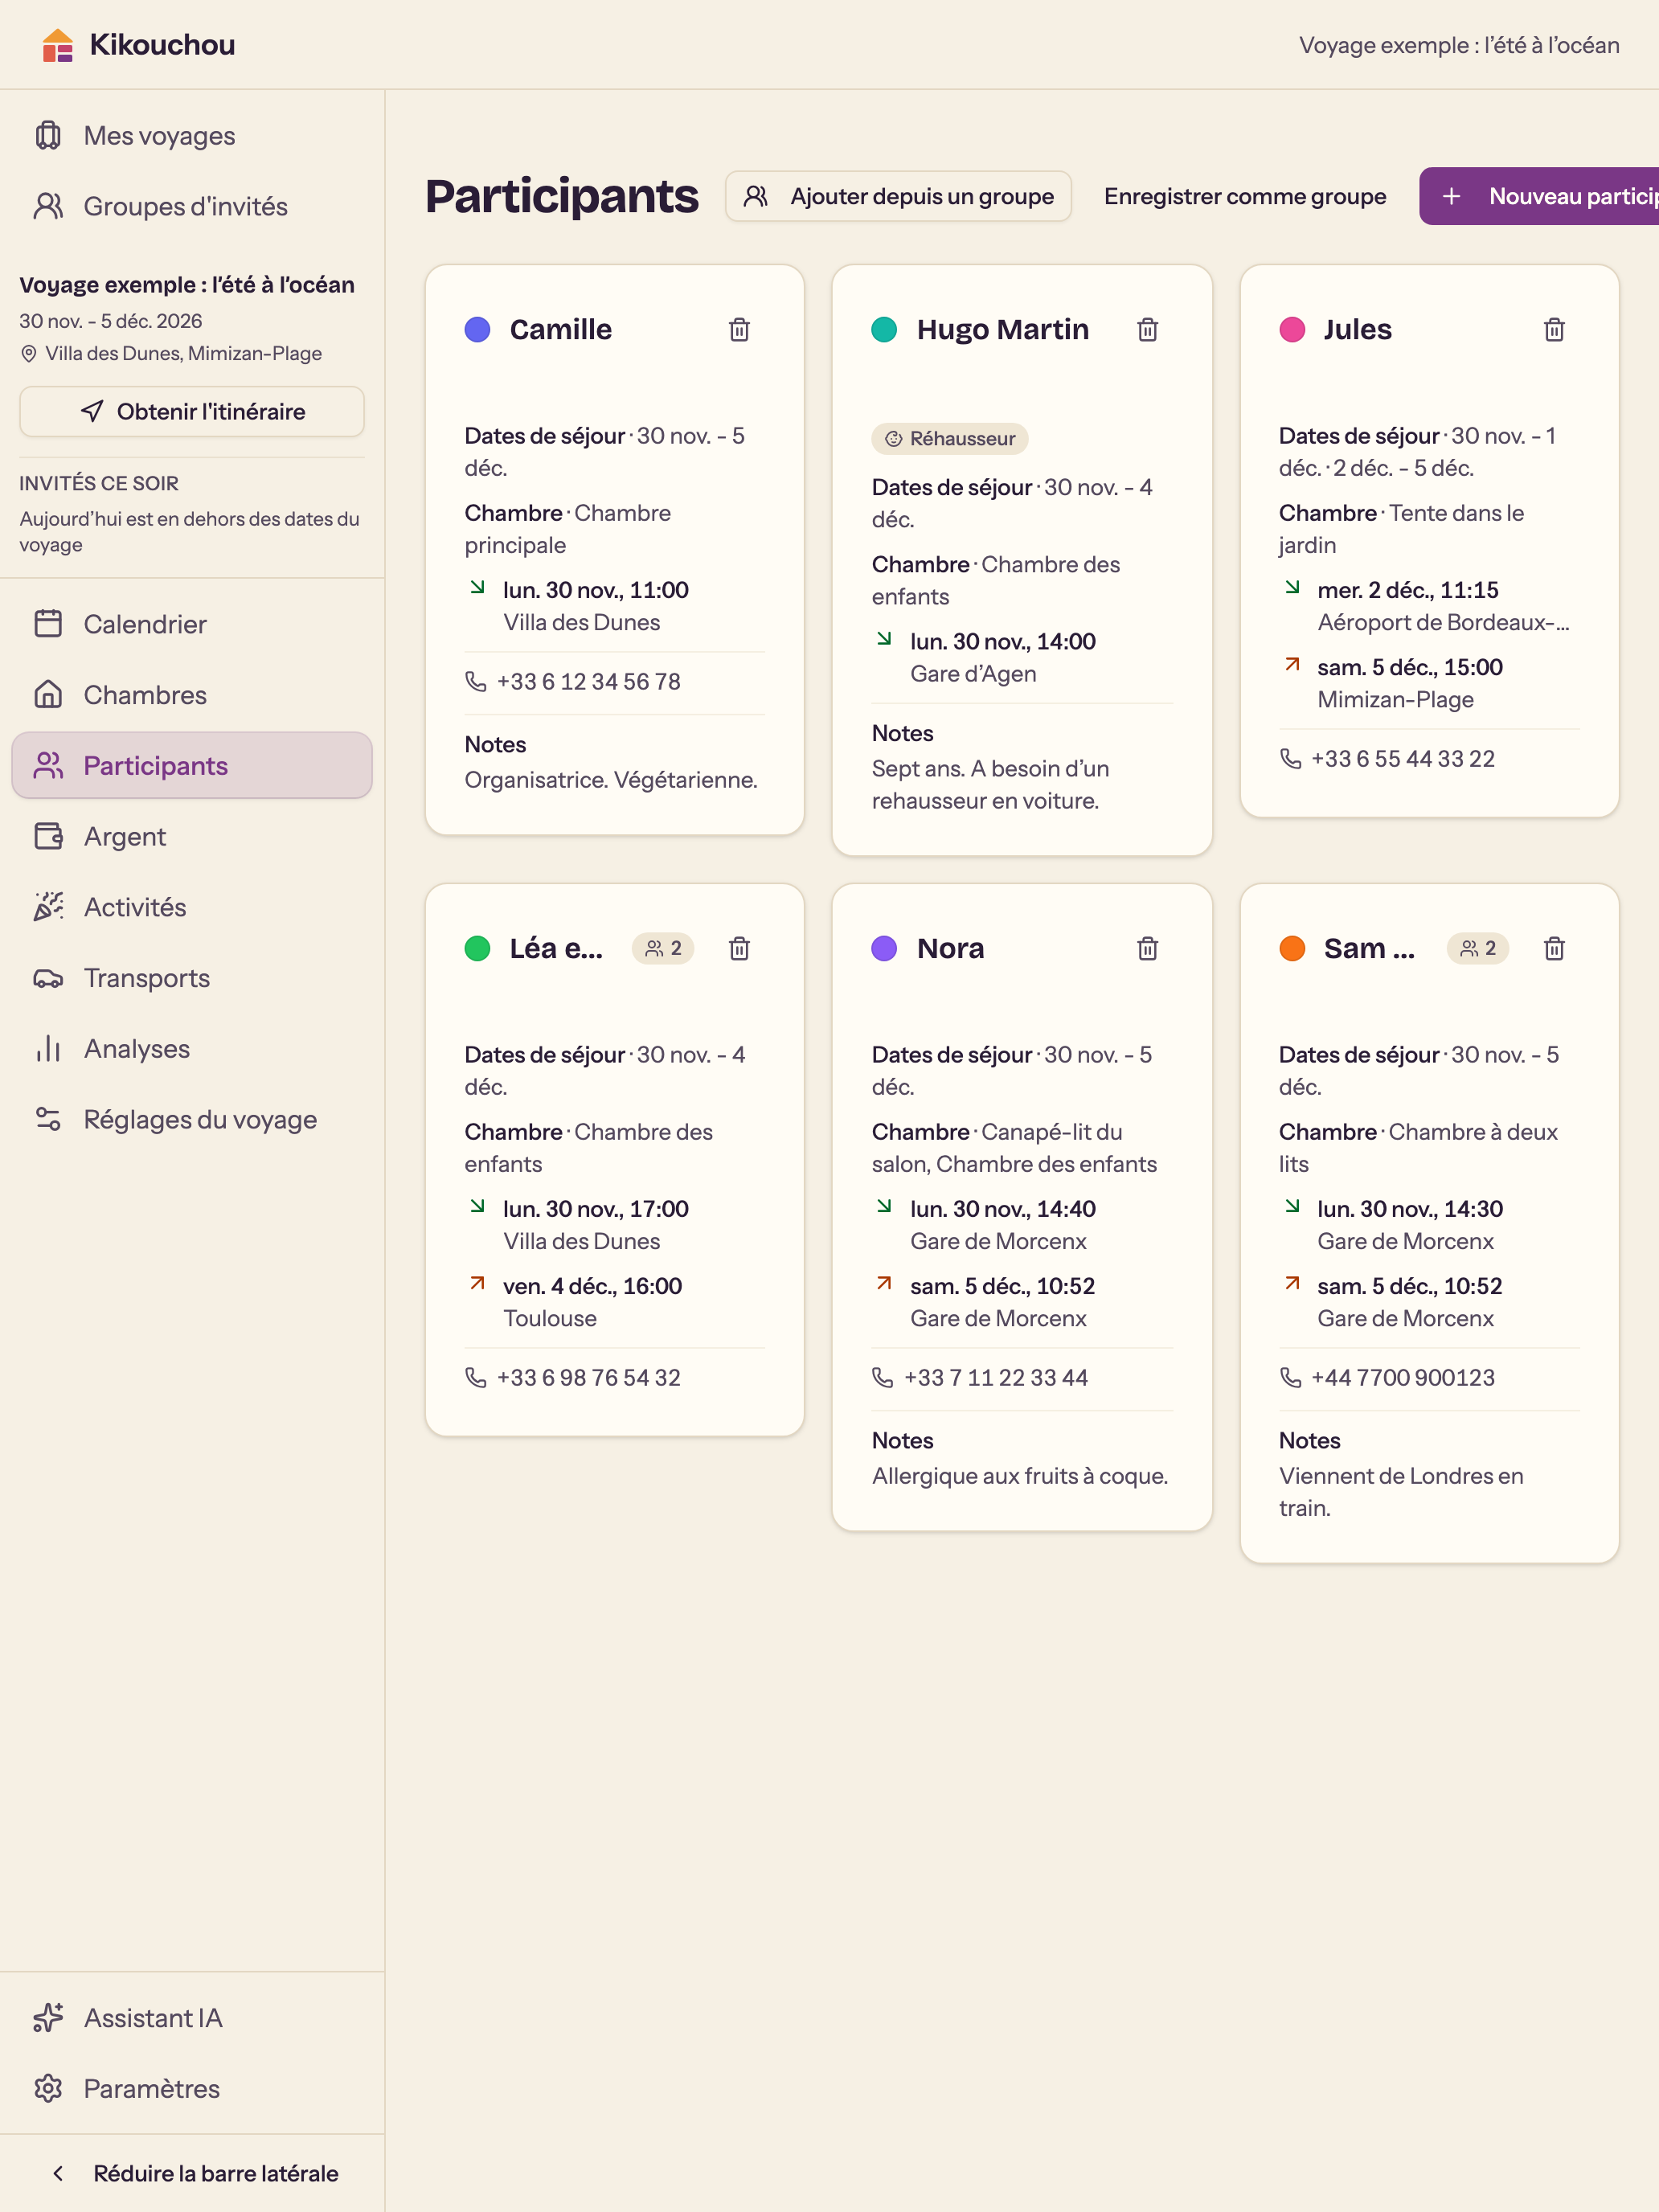 Kikouchou
Voyage exemple : l’été à l’océan
Mes voyages
Groupes d'invités
Voyage exemple : l’été à l’océan
30 nov. - 5 déc. 2026
Villa des Dunes, Mimizan-Plage
Obtenir l'itinéraire
INVITÉS CE SOIR
Aujourd’hui est en dehors des dates du
voyage
Calendrier
Chambres
Participants
Argent
Activités
Transports
Analyses
Réglages du voyage
Assistant IA
Paramètres
Réduire la barre latérale
Participants
Ajouter depuis un groupe
Enregistrer comme groupe
Nouveau particip
Camille
Dates de séjour · 30 nov. - 5
déc.
Chambre · Chambre
principale
lun. 30 nov., 11:00
Villa des Dunes
+33 6 12 34 56 78
Notes
Organisatrice. Végétarienne.
Hugo Martin
Réhausseur
Dates de séjour · 30 nov. - 4
déc.
Chambre · Chambre des
enfants
lun. 30 nov., 14:00
Gare d’Agen
Notes
Sept ans. A besoin d’un
rehausseur en voiture.
Jules
Dates de séjour · 30 nov. - 1
déc. · 2 déc. - 5 déc.
Chambre · Tente dans le
jardin
mer. 2 déc., 11:15
Aéroport de Bordeaux-...
sam. 5 déc., 15:00
Mimizan-Plage
+33 6 55 44 33 22
Léa e...
2
Dates de séjour · 30 nov. - 4
déc.
Chambre · Chambre des
enfants
lun. 30 nov., 17:00
Villa des Dunes
ven. 4 déc., 16:00
Toulouse
+33 6 98 76 54 32
Nora
Dates de séjour · 30 nov. - 5
déc.
Chambre · Canapé-lit du
salon, Chambre des enfants
lun. 30 nov., 14:40
Gare de Morcenx
sam. 5 déc., 10:52
Gare de Morcenx
+33 7 11 22 33 44
Notes
Allergique aux fruits à coque.
Sam ...
2
Dates de séjour · 30 nov. - 5
déc.
Chambre · Chambre à deux
lits
lun. 30 nov., 14:30
Gare de Morcenx
sam. 5 déc., 10:52
Gare de Morcenx
+44 7700 900123
Notes
Viennent de Londres en
train.